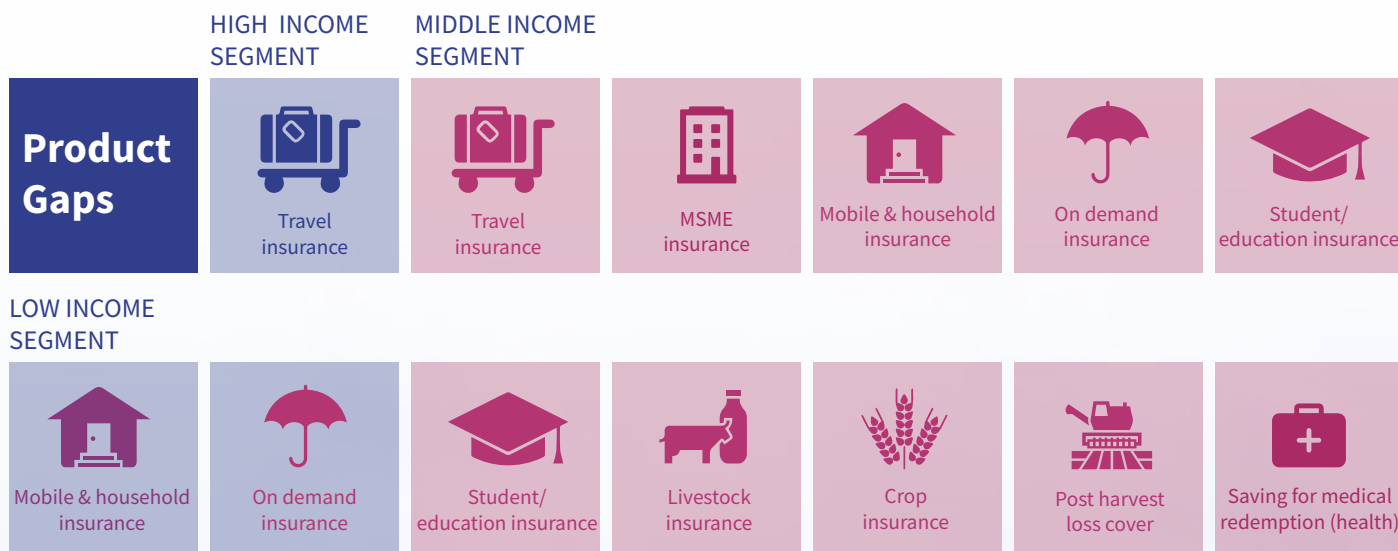 HIGH INCOME
SEGMENT
MIDDLE INCOME
SEGMENT
Product
Gaps
Travel
insurance
Travel
insurance
MSME
insurance
Mobile & household
insurance
On demand
insurance
Student/
education insurance
LOW INCOME
SEGMENT
Mobile & household
insurance
On demand
insurance
Student/
education insurance
Livestock
insurance
Crop
insurance
Post harvest
loss cover
Saving for medical
redemption (health)